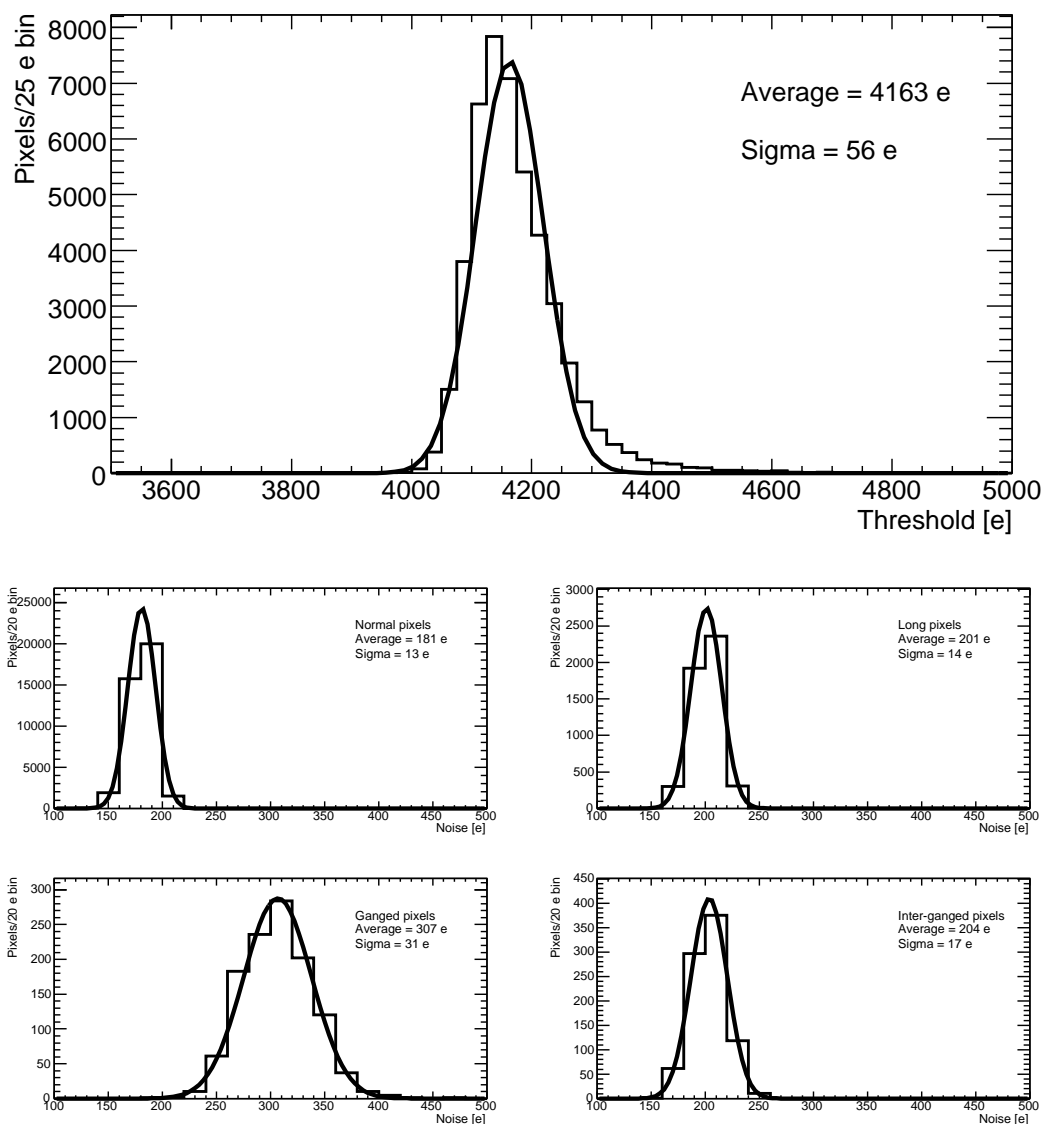 Pixels/25 e bin
8000
7000
6000
5000
4000
3000
2000
1000
0
Average = 4163 e
Sigma = 56 e
3600 3800 4000 4200 4400 4600 4800 5000
Threshold [e]
Pixels/20 e bin
25000
20000
15000
10000
5000
0
Normal pixels
Average = 181 e
Sigma = 13 e
100 150 200 250 300 350 400 450 500
Noise [e]
Pixels/20 e bin
3000
2500
2000
1500
1000
500
0
Long pixels
Average = 201 e
Sigma = 14 e
100 150 200 250 300 350 400 450 500
Noise [e]
Pixels/20 e bin
300
250
200
150
100
50
0
Ganged pixels
Average = 307 e
Sigma = 31 e
100 150 200 250 300 350 400 450 500
Noise [e]
Pixels/20 e bin
450
400
350
300
250
200
150
100
50
0
Inter-ganged pixels
Average = 204 e
Sigma = 17 e
100 150 200 250 300 350 400 450 500
Noise [e]